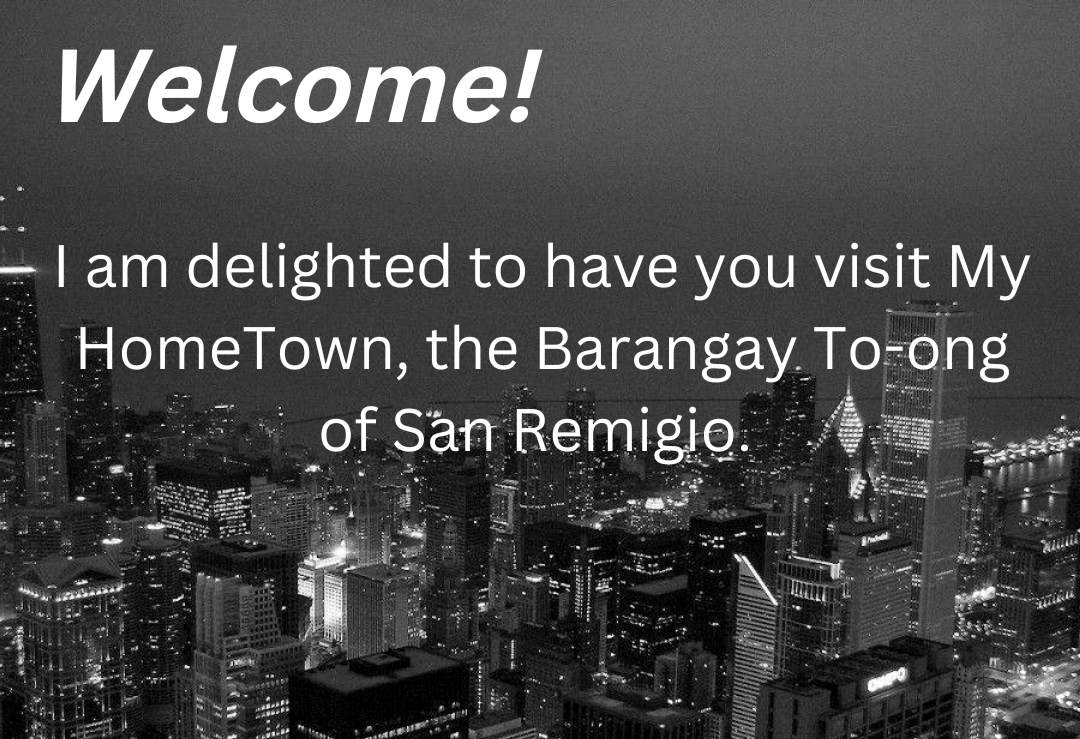 Welcome!
I am delighted to have you visit My
HomeTown, the Barangay To-ong
of San Remigio.